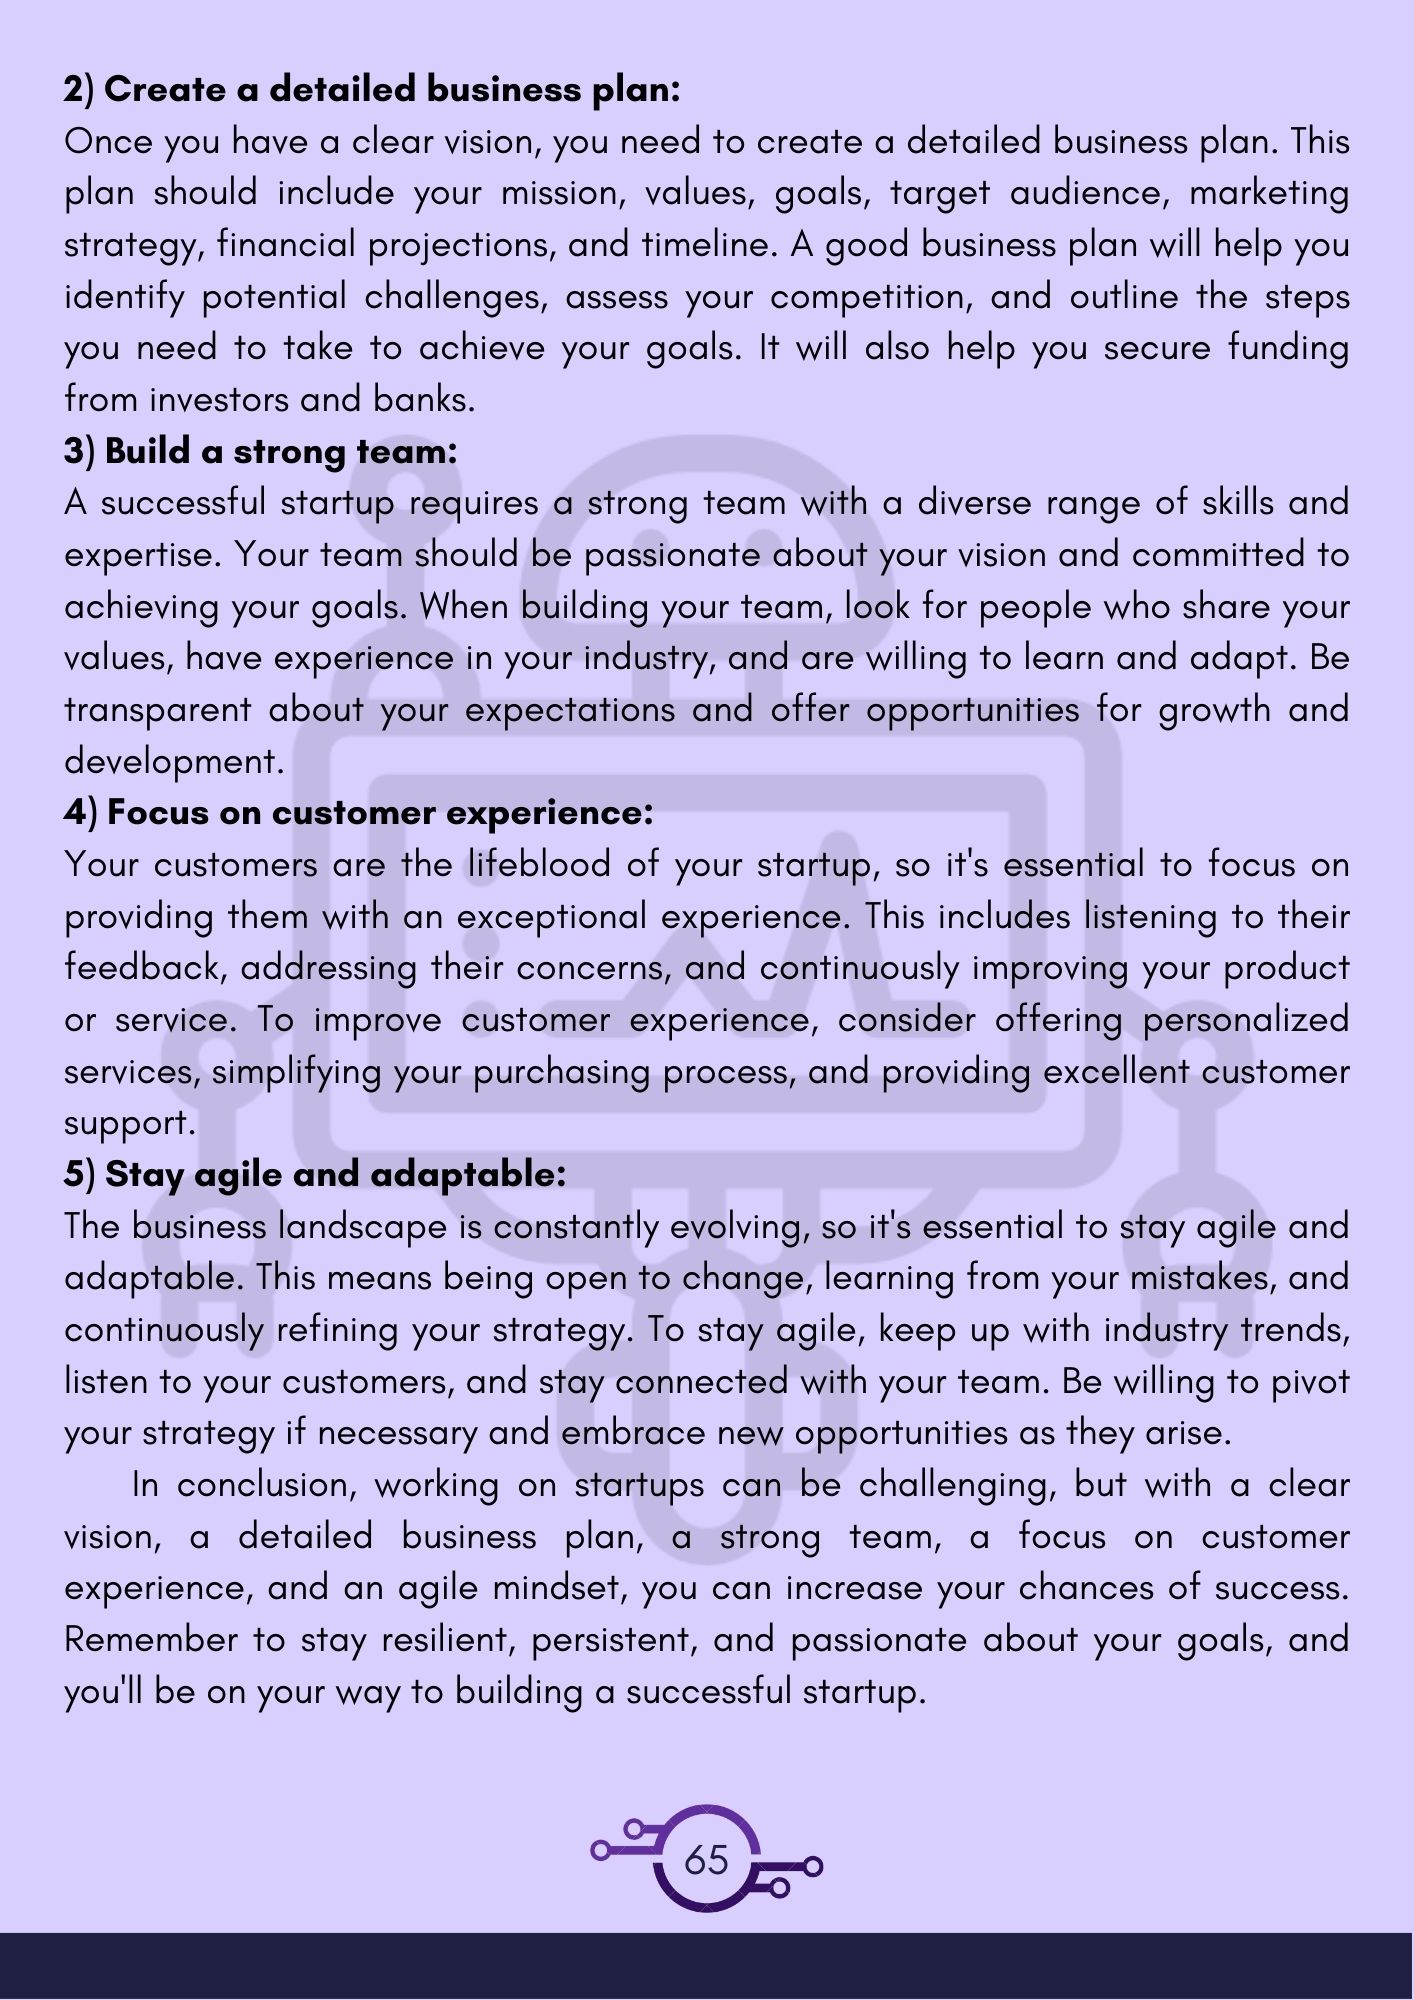 2) Create a detailed business plan:
Once you have a clear vision, you need to create a detailed business plan. This
plan should include your mission, values, goals, target audience, marketing
strategy, financial projections, and timeline. A good business plan will help you
identify potential challenges, assess your competition, and outline the steps
you need to take to achieve your goals. It will also help you secure funding
from investors and banks.
3) Build a strong team:
A successful startup requires a strong team with a diverse range of skills and
expertise. Your team should be passionate about your vision and committed to
achieving your goals. When building your team, look for people who share your
values, have experience in your industry, and are willing to learn and adapt. Be
transparent about your expectations and offer opportunities for growth and
development.
4) Focus on customer experience:
Your customers are the lifeblood of your startup, so it's essential to focus on
providing them with an exceptional experience. This includes listening to their
feedback, addressing their concerns, and continuously improving your product
or service. To improve customer experience, consider offering personalized
services, simplifying your purchasing process, and providing excellent customer
support.
5) Stay agile and adaptable:
The business landscape is constantly evolving, so it's essential to stay agile and
adaptable. This means being open to change, learning from your mistakes, and
continuously refining your strategy. To stay agile, keep up with industry trends,
listen to your customers, and stay connected with your team. Be willing to pivot
your strategy if necessary and embrace new opportunities as they arise.
In conclusion, working on startups can be challenging, but with a clear
vision, a detailed business plan, a strong team, a focus on customer
experience, and an agile mindset, you can increase your chances of success.
Remember to stay resilient, persistent, and passionate about your goals, and
you'll be on your way to building a successful startup.
65